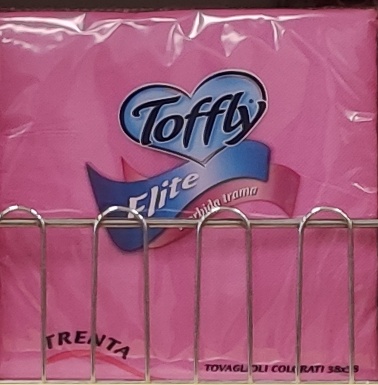 Toffly
Elite
morbida trama
TRENTA
TOVAGLIOLI COLORATI 38x38